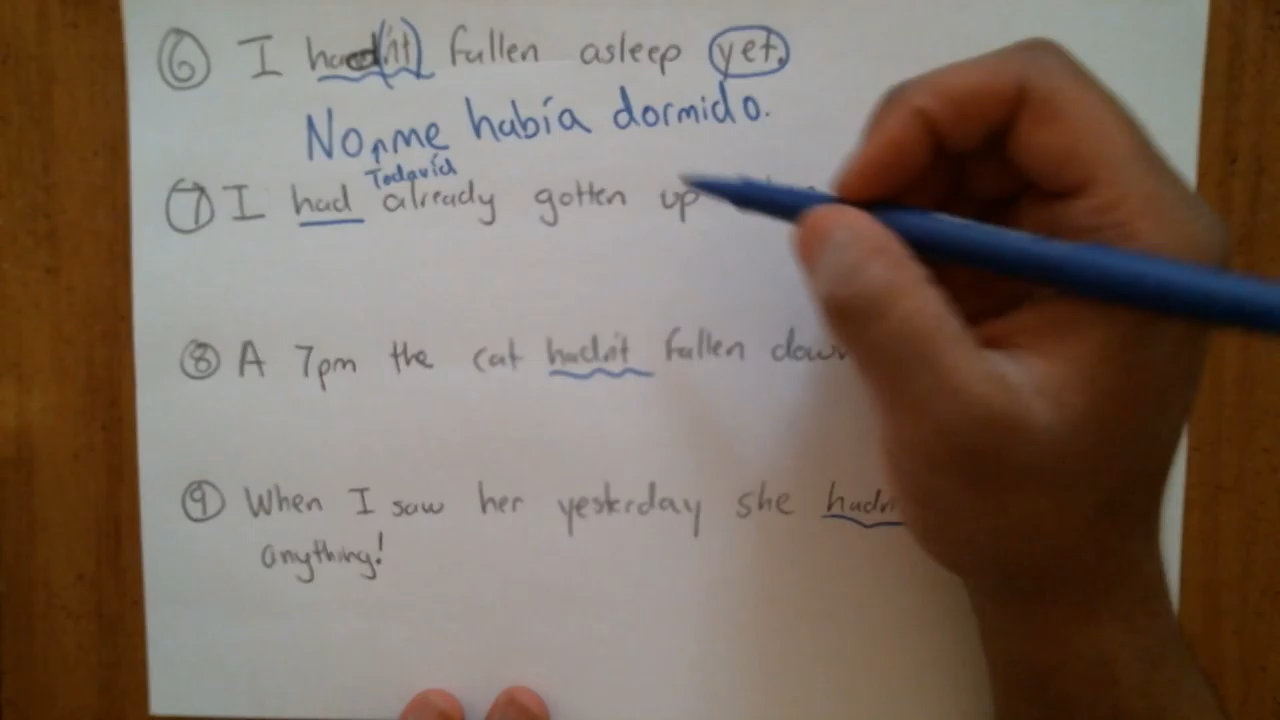 ⑥ I hadn't fallen asleep yet.
No me había dormido.
Todavía
⑦ I had already gotten up
⑧ A 7pm the cat hadn't fallen down
⑨ When I saw her yesterday she
anything!